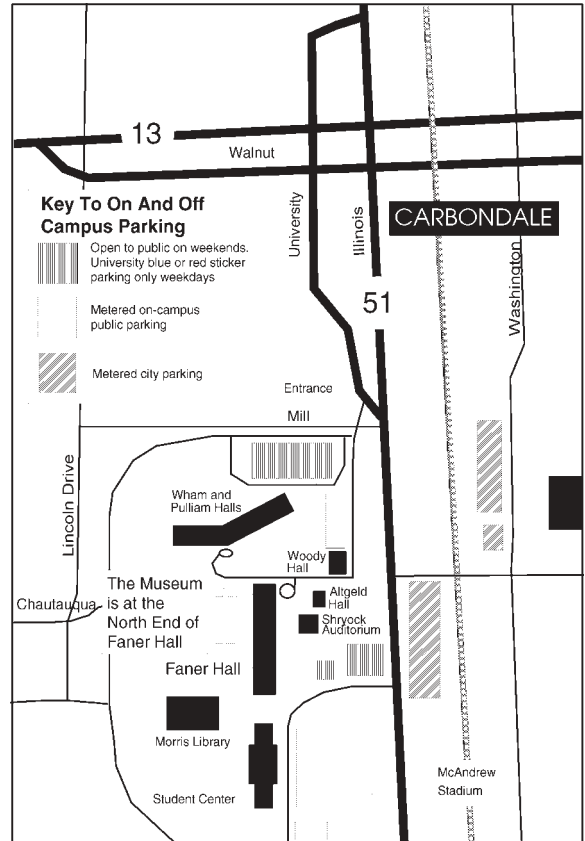 13
Walnut
Key To On And Off
Campus Parking
Open to public on weekends.
University blue or red sticker
parking only weekdays
Metered on-campus
public parking
Metered city parking
University
Illinois
CARBONDALE
Washington
51
Entrance
Mill
Lincoln Drive
Wham and
Pulliam Halls
Woody
Hall
The Museum
is at the
North End of
Faner Hall
Chautauqua
Altgeld
Hall
Shryock
Auditorium
Faner Hall
Morris Library
Student Center
McAndrew
Stadium